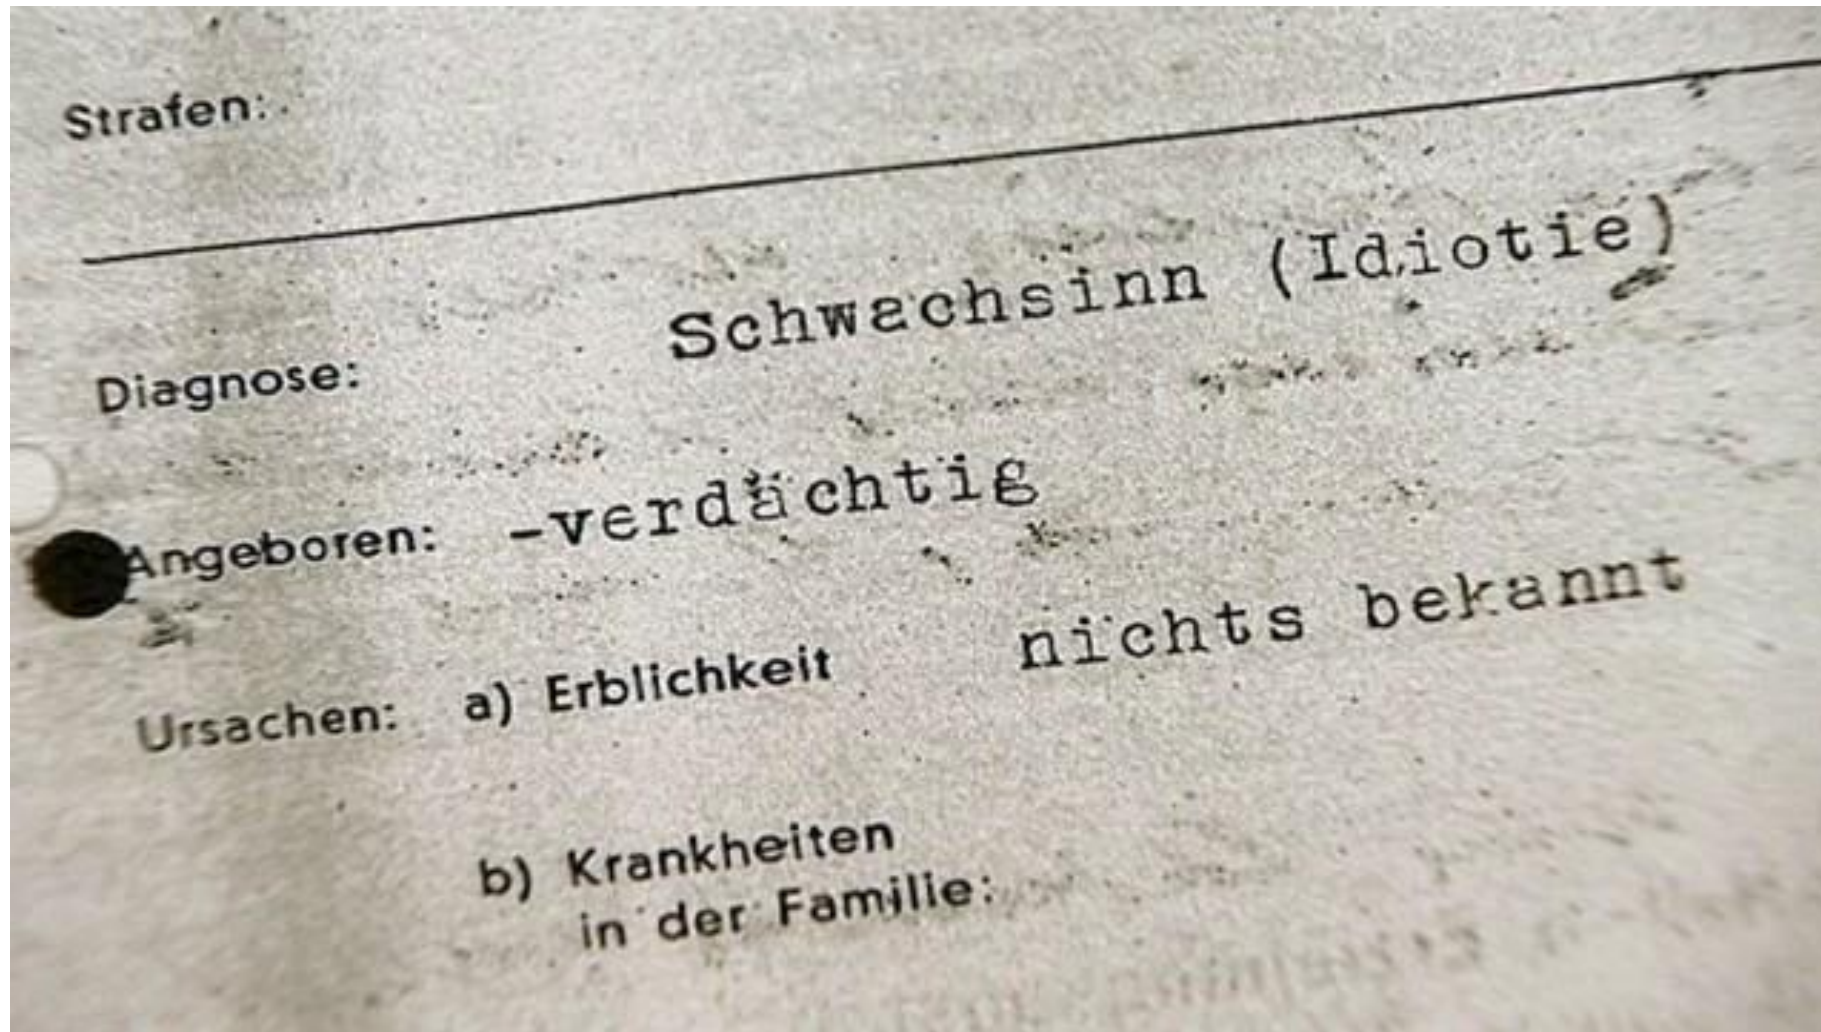 Strafen:
Diagnose: Schwachsinn (Idiotie)
Angeboren: -verdächtig
Ursachen: a) Erblichkeit nichts bekannt
b) Krankheiten
in der Familie: